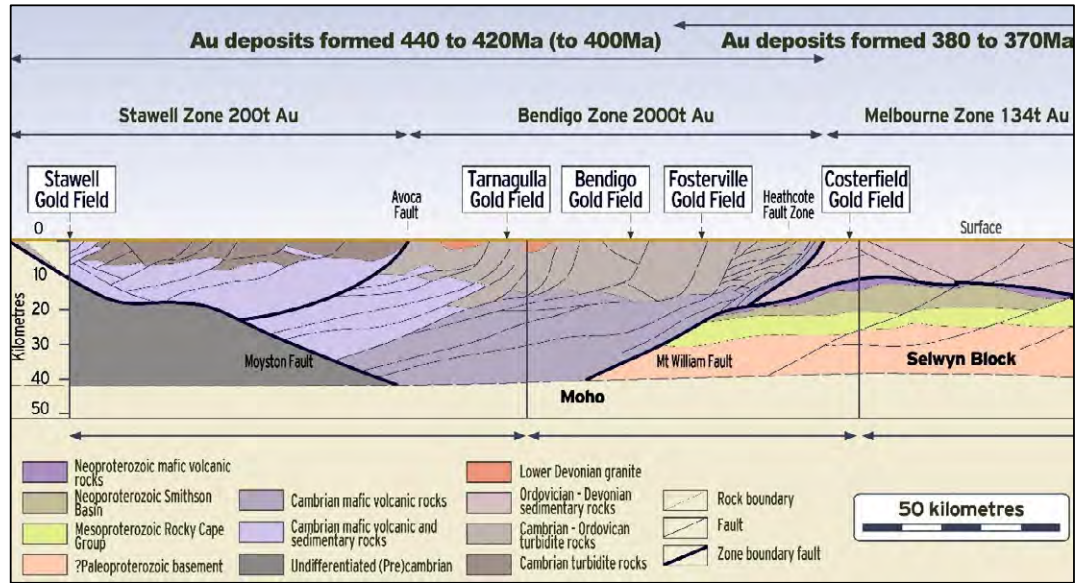 Au deposits formed 440 to 420Ma (to 400Ma)
Au deposits formed 380 to 370Ma
Stawell Zone 200t Au
Bendigo Zone 2000t Au
Melbourne Zone 134t Au
Stawell
Gold Field
Avoca
Fault
Tarnagulla
Gold Field
Bendigo
Gold Field
Fosterville
Gold Field
Heathcote
Fault Zone
Costerfield
Gold Field
Surface
0
10
20
30
40
50
Kilometres
Moyston Fault
Mt William Fault
Selwyn Block
Moho
Neoproterozoic mafic volcanic
rocks
Neoporoterozoic Smithson
Basin
Mesoproterozoic Rocky Cape
Group
?Paleoproterozoic basement
Cambrian mafic volcanic rocks
Cambrian mafic volcanic and
sedimentary rocks
Undifferentiated (Pre)cambrian
Lower Devonian granite
Ordovician - Devonian
sedimentary rocks
Cambrian - Ordovican
turbidite rocks
Cambrian turbidite rocks
Rock boundary
Fault
Zone boundary fault
50 kilometres